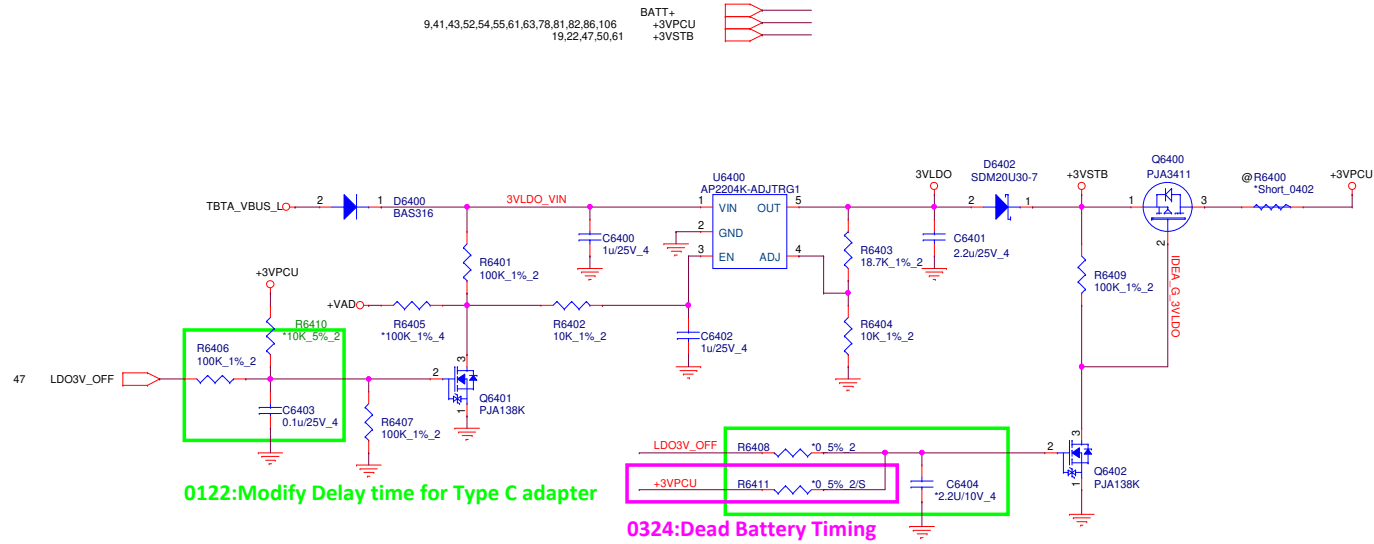 BATT+
9,41,43,52,54,55,61,63,78,81,82,86,106 +3VPCU
19,22,47,50,61 +3VSTB
TBTA_VBUS_L
2
1
D6400
BAS316
3VLDO_VIN
U6400
AP2204K-ADJTRG1
1 VIN OUT 5
2 GND
3 EN ADJ 4
3VLDO
D6402
SDM20U30-7
2
1
+3VSTB
Q6400
PJA3411
1
3
2
@ R6400
*Short_0402
+3VPCU
C6400
1u/25V_4
R6401
100K_1%_2
R6403
18.7K_1%_2
C6401
2.2u/25V_4
R6409
100K_1%_2
IDEA_G_3VLDO
+3VPCU
+VAD
R6405
*100K_1%_4
R6402
10K_1%_2
C6402
1u/25V_4
R6404
10K_1%_2
R6410
*10K_5%_2
R6406
100K_1%_2
47 LDO3V_OFF
C6403
0.1u/25V_4
R6407
100K_1%_2
2
3
1
Q6401
PJA138K
LDO3V_OFF R6408 *0_5%_2
+3VPCU R6411 *0_5%_2/S
C6404
*2.2U/10V_4
2
3
1
Q6402
PJA138K
0122:Modify Delay time for Type C adapter
0324:Dead Battery Timing